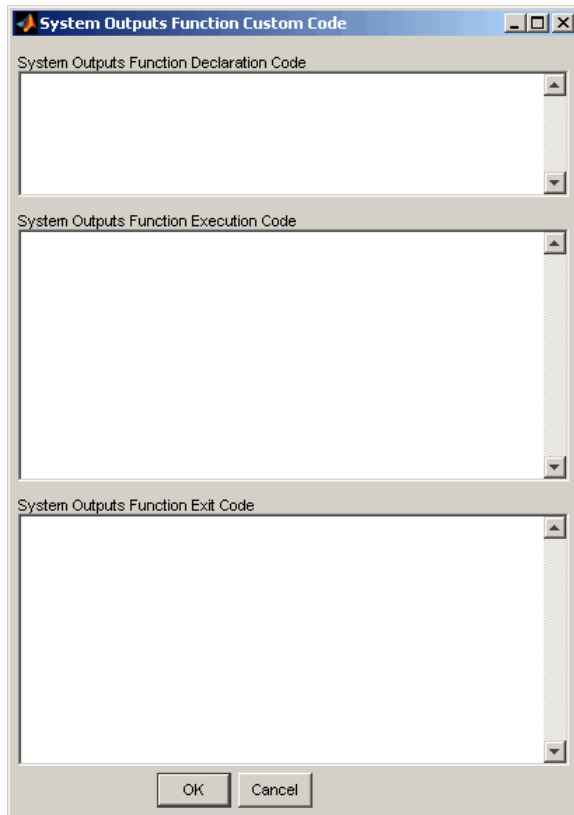 System Outputs Function Custom Code
System Outputs Function Declaration Code
System Outputs Function Execution Code
System Outputs Function Exit Code
OK Cancel